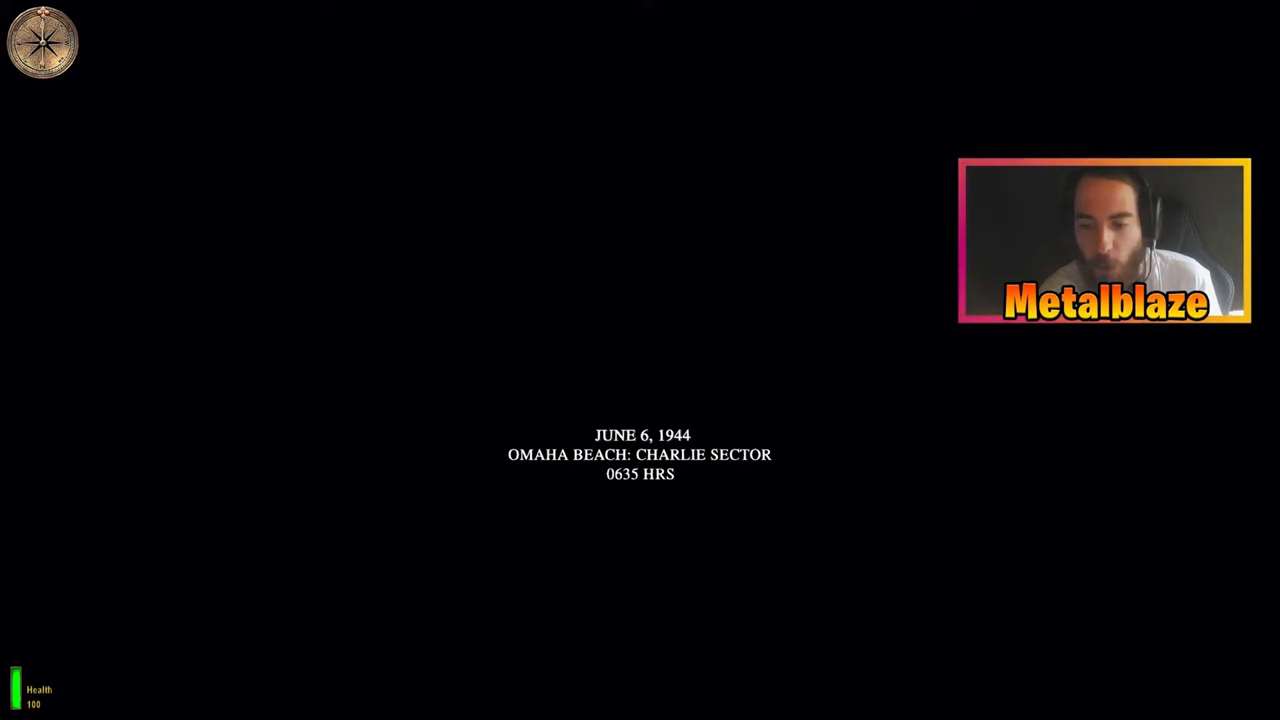 Metalblaze
JUNE 6, 1944
OMAHA BEACH: CHARLIE SECTOR
0635 HRS
Health
100